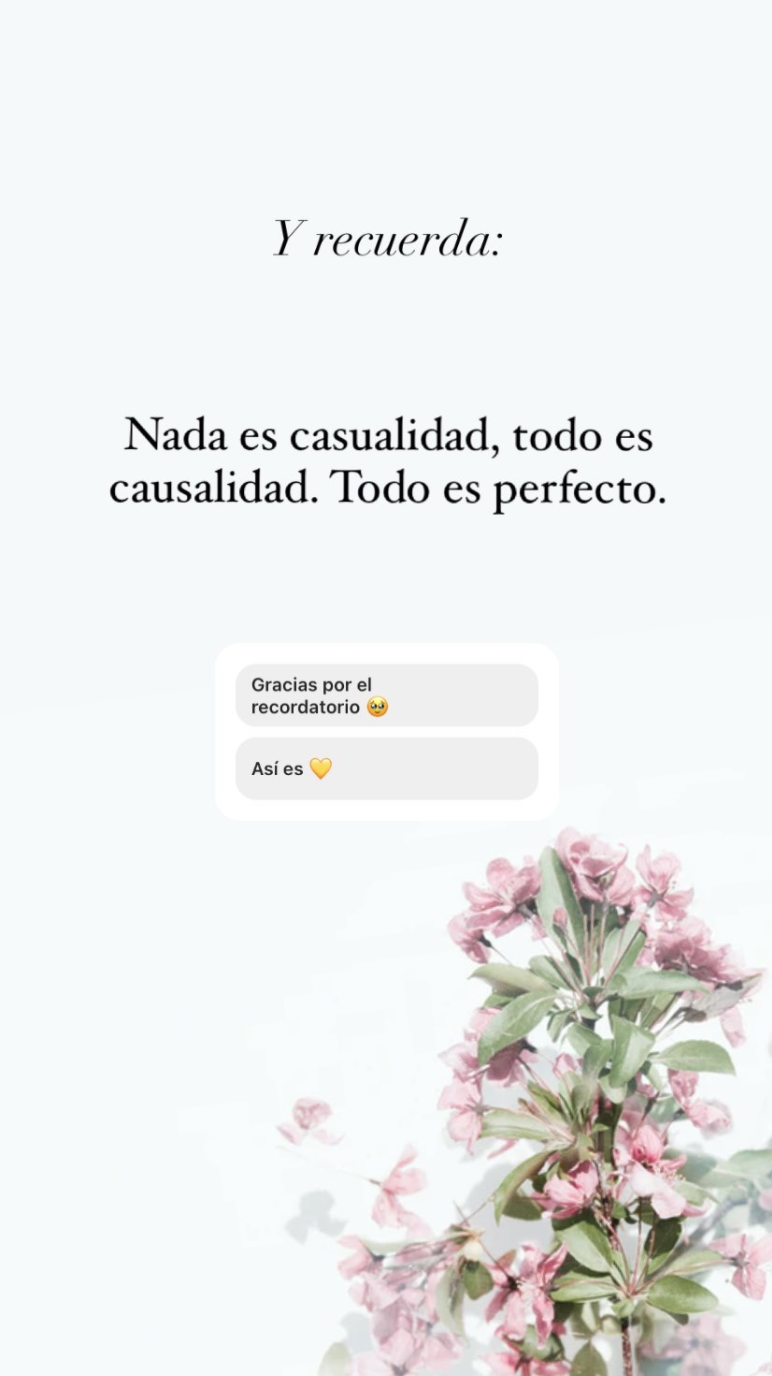 Y recuerda:
Nada es casualidad, todo es
causalidad. Todo es perfecto.
Gracias por el
recordatorio 🥹
Así es 💛